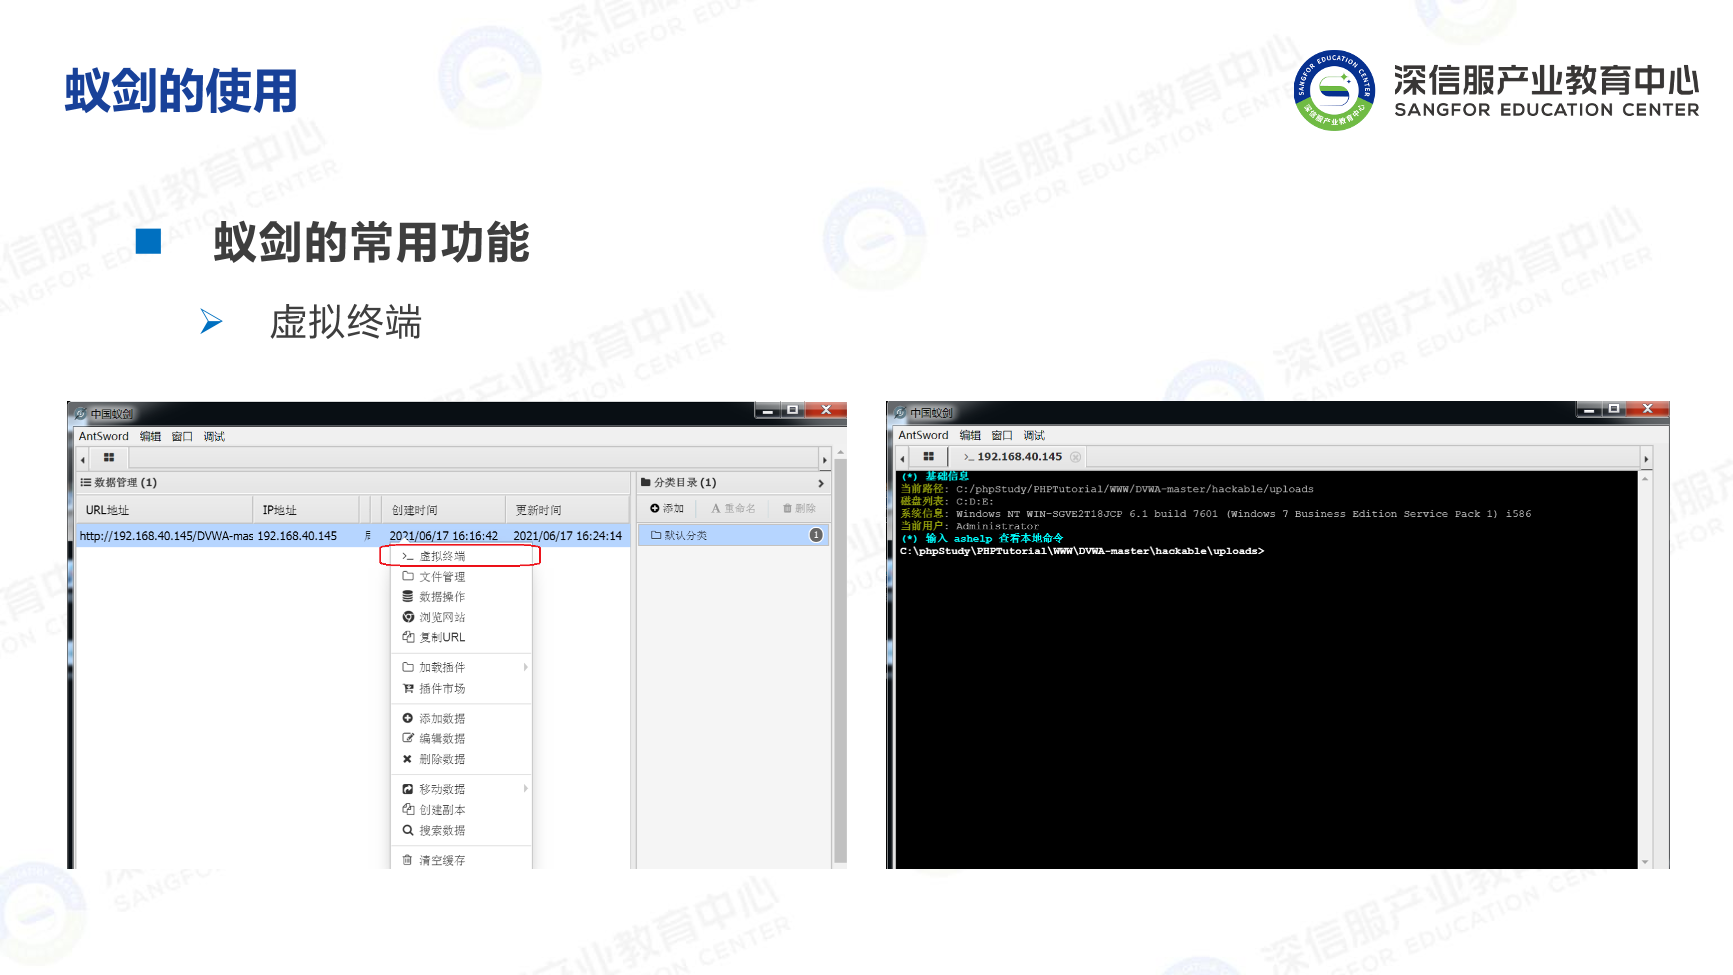 蚁剑的使用
深信服产业教育中心
SANGFOR EDUCATION CENTER
蚁剑的常用功能
虚拟终端
中国蚁剑
AntSword 编辑 窗口 调试
数据管理 (1)
分类目录 (1)
URL地址 IP地址 创建时间 更新时间
添加 重命名 删除
http://192.168.40.145/DVWA-mas 192.168.40.145 2021/06/17 16:16:42 2021/06/17 16:24:14
默认分类 1
虚拟终端
文件管理
数据操作
浏览网站
复制URL
加载插件
插件市场
添加数据
编辑数据
删除数据
移动数据
创建副本
搜索数据
清空缓存
中国蚁剑
AntSword 编辑 窗口 调试
>_ 192.168.40.145
(*) 基础信息
当前路径: C:/phpStudy/PHPTutorial/WWW/DVWA-master/hackable/uploads
磁盘列表: C:D:E:
系统信息: Windows NT WIN-SGVE2T18JCP 6.1 build 7601 (Windows 7 Business Edition Service Pack 1) i586
当前用户: Administrator
(*) 输入 ashelp 查看本地命令
C:\phpStudy\PHPTutorial\WWW\DVWA-master\hackable\uploads>